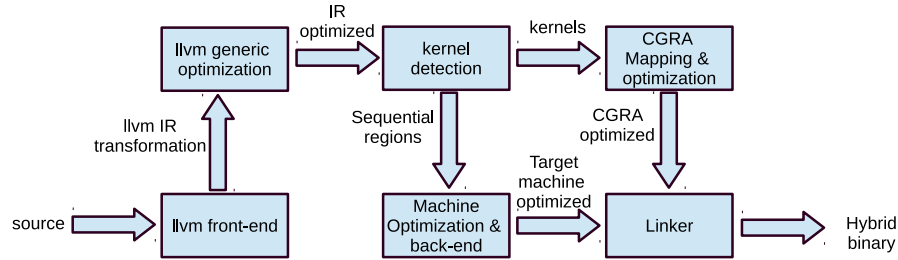 IR
optimized
kernels
llvm generic
optimization
kernel
detection
CGRA
Mapping &
optimization
llvm IR
transformation
Sequential
regions
CGRA
optimized
Target
machine
optimized
source
llvm front-end
Machine
Optimization &
back-end
Linker
Hybrid
binary